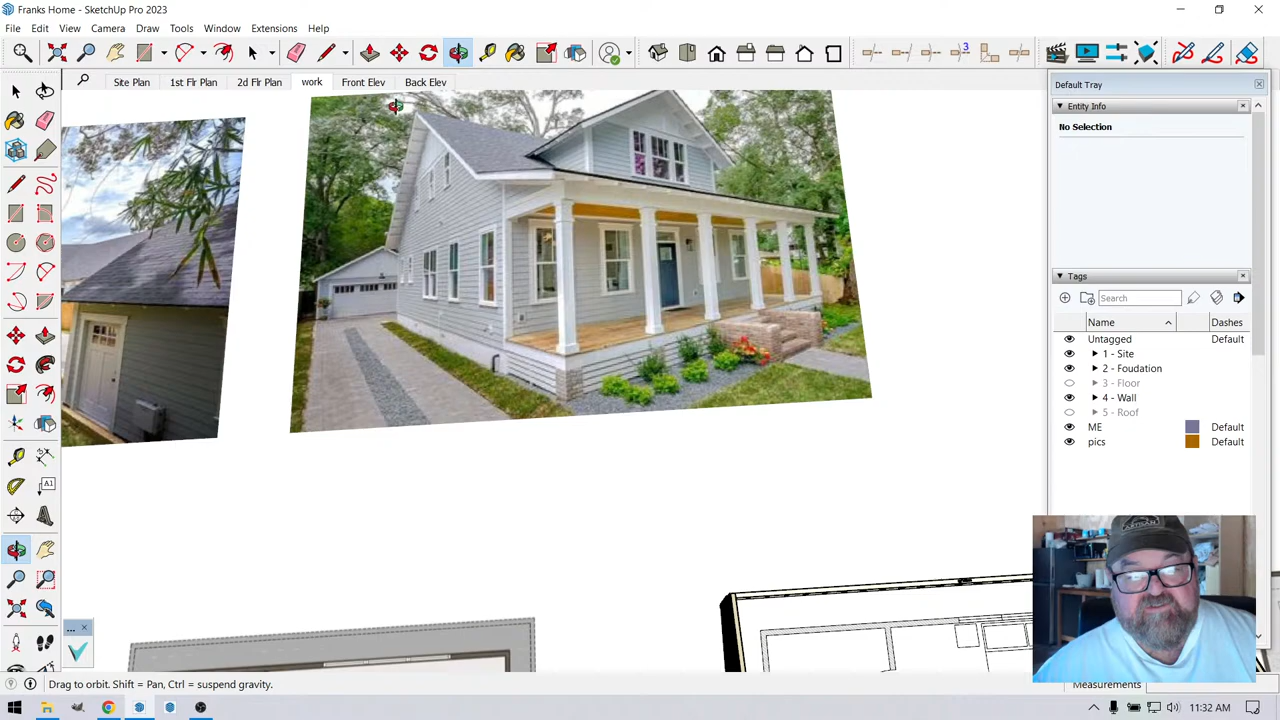 Franks Home - SketchUp Pro 2023
File Edit View Camera Draw Tools Window Extensions Help
3
Site Plan 1st Flr Plan 2d Flr Plan work Front Elev Back Elev
Default Tray
Entity Info
No Selection
Tags
Search
Name Dashes
Untagged Default
1 - Site
2 - Foudation
3 - Floor
4 - Wall
5 - Roof
ME Default
pics Default
A1
...
Drag to orbit. Shift = Pan, Ctrl = suspend gravity.
Measurements
11:32 AM